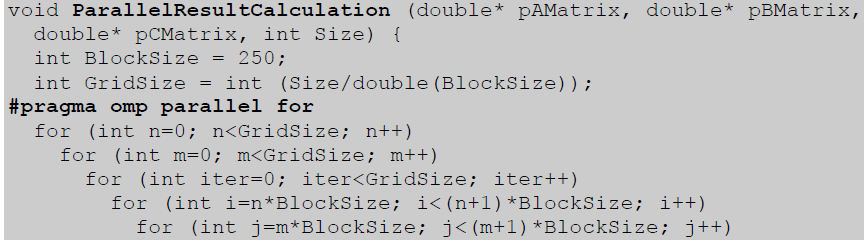 void ParallelResultCalculation (double* pAMatrix, double* pBMatrix,
  double* pCMatrix, int Size) {
  int BlockSize = 250;
  int GridSize = int (Size/double(BlockSize));
#pragma omp parallel for
  for (int n=0; n<GridSize; n++)
    for (int m=0; m<GridSize; m++)
      for (int iter=0; iter<GridSize; iter++)
        for (int i=n*BlockSize; i<(n+1)*BlockSize; i++)
          for (int j=m*BlockSize; j<(m+1)*BlockSize; j++)